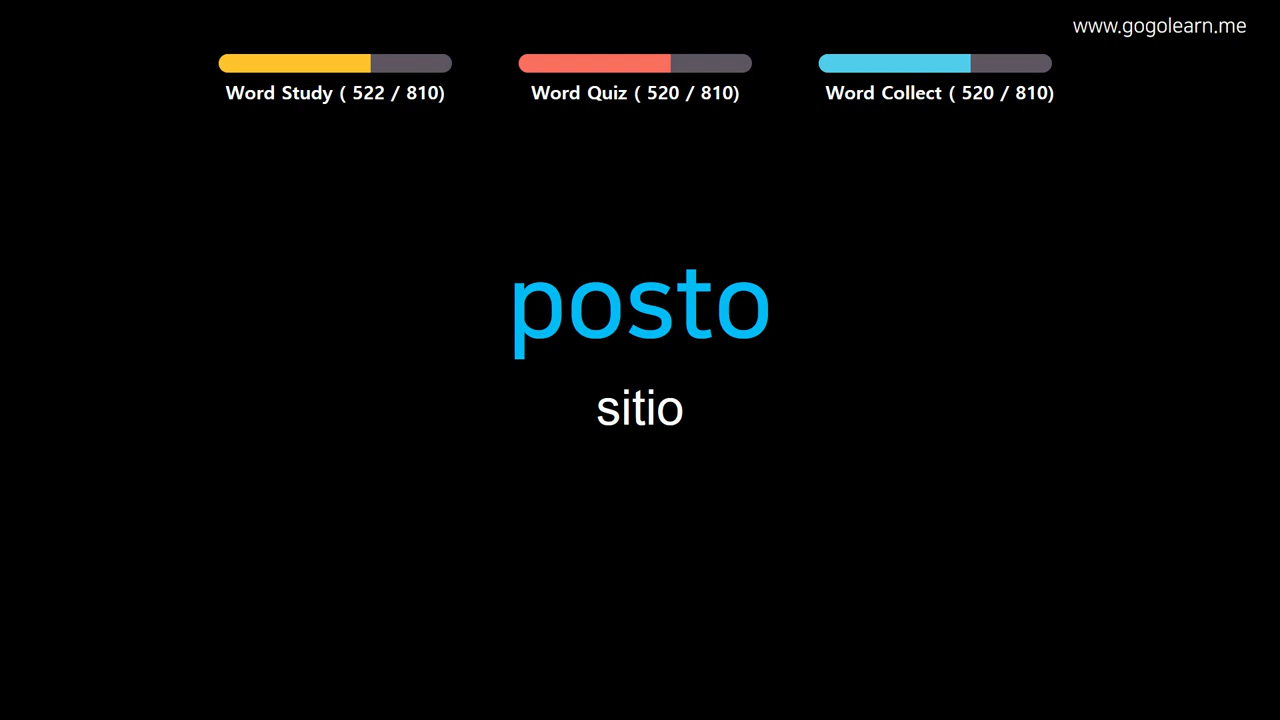 www.gogolearn.me
Word Study ( 522 / 810)
Word Quiz ( 520 / 810)
Word Collect ( 520 / 810)
posto
sitio